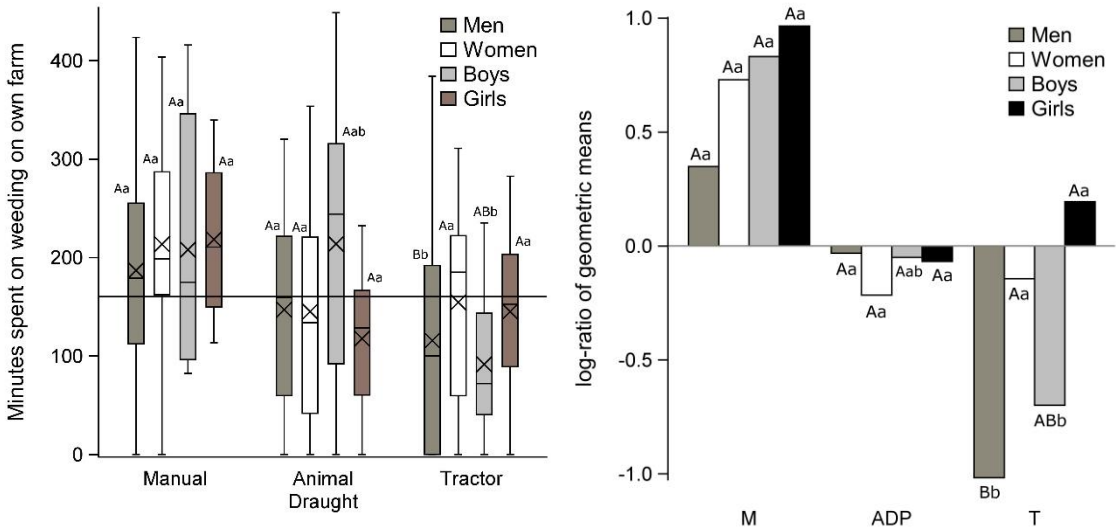 Minutes spent on weeding on own farm
400
300
200
100
0
Men
Women
Boys
Girls
Aa
Aa
Aa
Aa
Aa
Aa
Aab
Aa
Bb
Aa
ABb
Aa
Manual
Animal
Draught
Tractor
log-ratio of geometric means
1.0
0.5
0.0
-0.5
-1.0
Men
Women
Boys
Girls
Aa
Aa
Aa
Aa
Aa
Aa
Aab
Aa
Bb
Aa
ABb
Aa
M
ADP
T